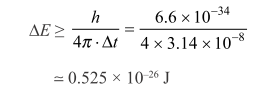 ΔE ≥ h / (4π · Δt) = (6.6 × 10⁻³⁴) / (4 × 3.14 × 10⁻⁸)
≃ 0.525 × 10⁻²⁶ J